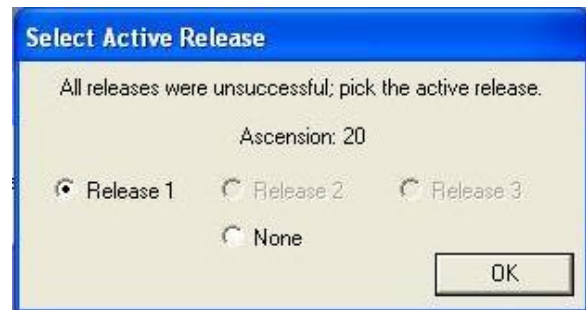 Select Active Release
All releases were unsuccessful; pick the active release.
Ascension: 20
Release 1 Release 2 Release 3
None
OK